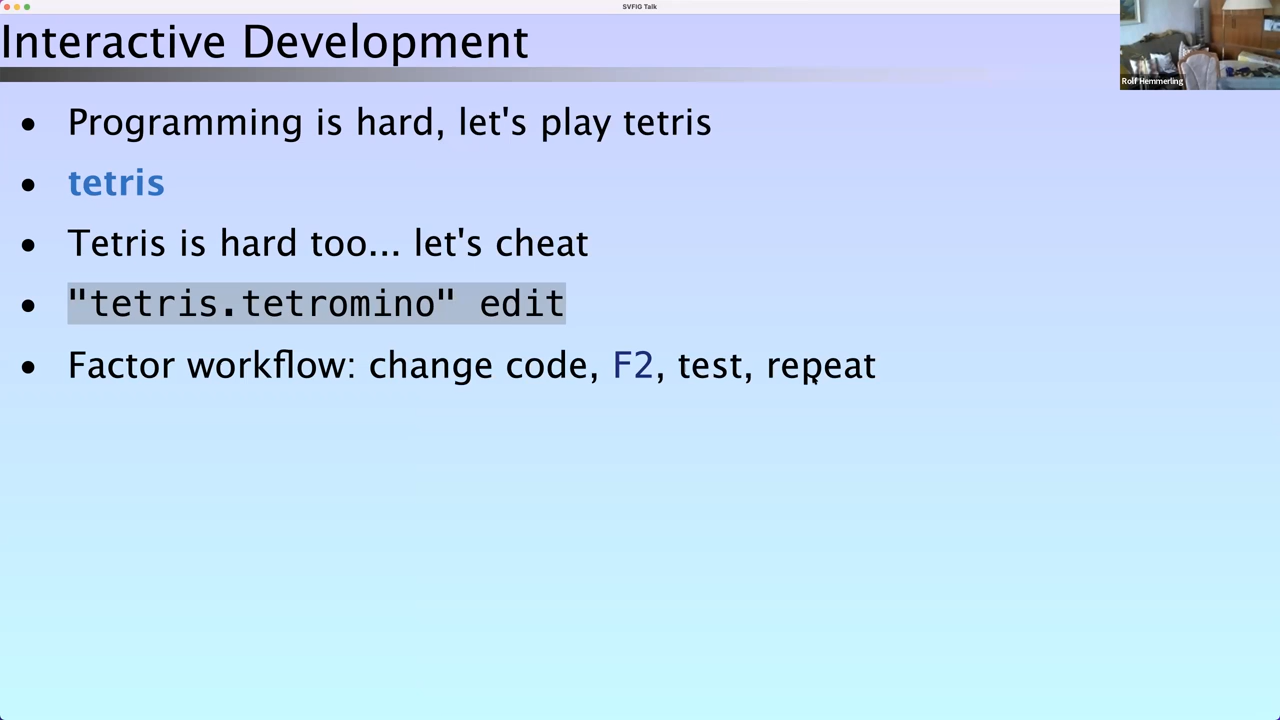 SVFIG Talk
Interactive Development
Rolf Hemmerling
• Programming is hard, let's play tetris
• tetris
• Tetris is hard too... let's cheat
• "tetris.tetromino" edit
• Factor workflow: change code, F2, test, repeat